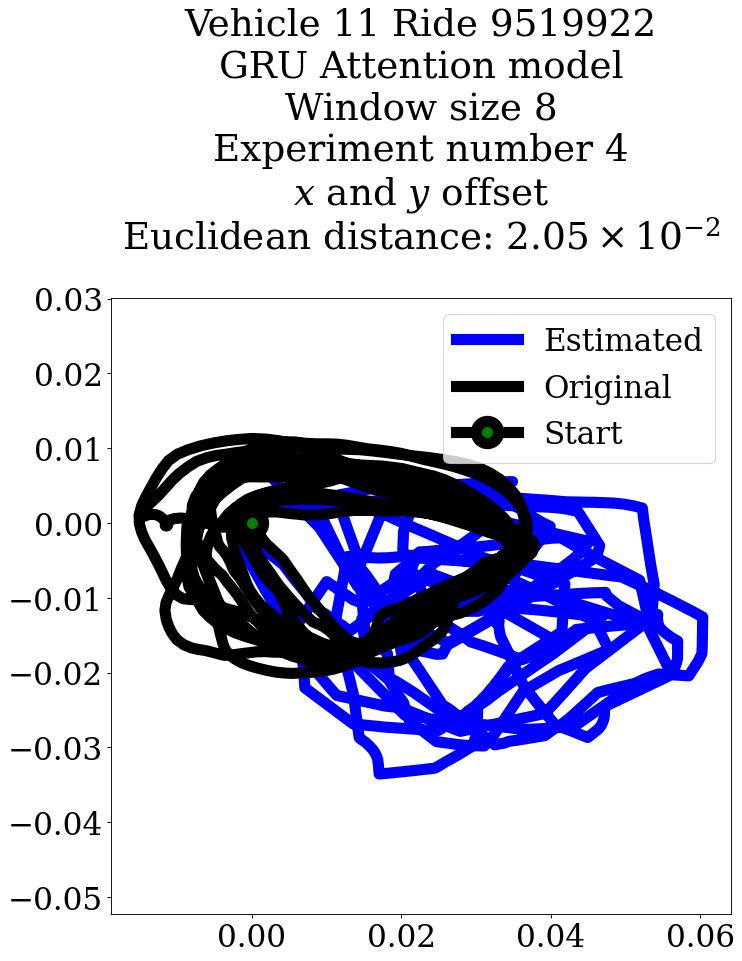 Vehicle 11 Ride 9519922
GRU Attention model
Window size 8
Experiment number 4
x and y offset
Euclidean distance: 2.05 × 10⁻²
Estimated
Original
Start
0.03
0.02
0.01
0.00
−0.01
−0.02
−0.03
−0.04
−0.05
0.00 0.02 0.04 0.06